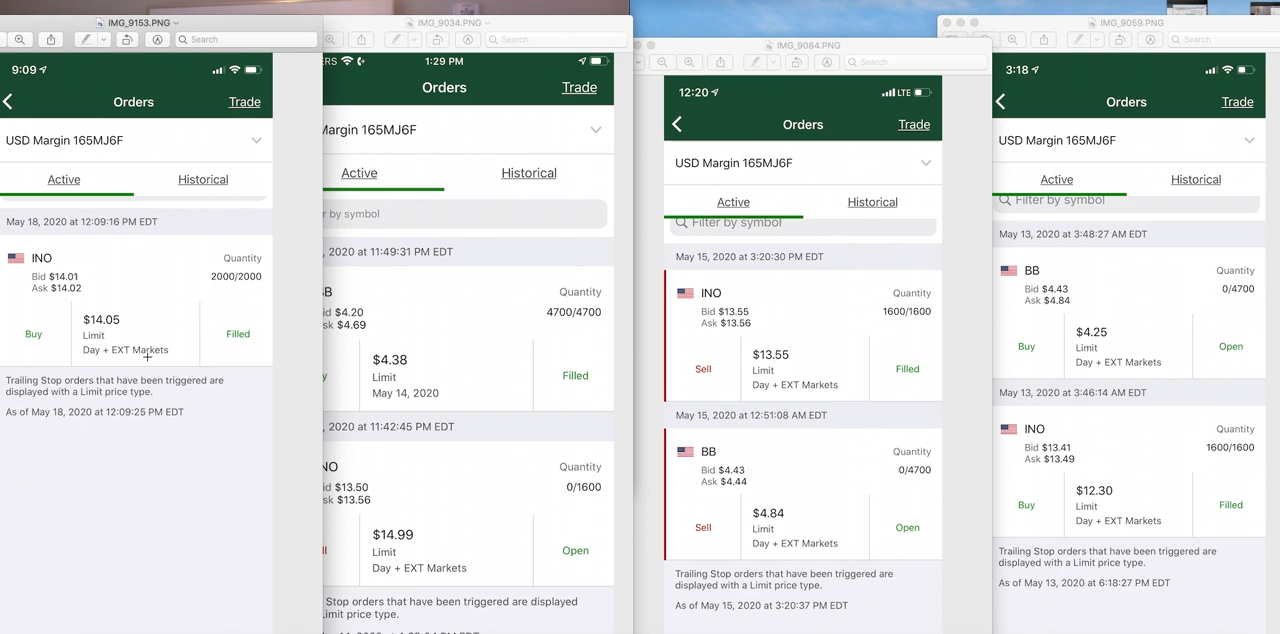 IMG_9153.PNG
Search
9:09
Orders
Trade
USD Margin 165MJ6F
Active
Historical
May 18, 2020 at 12:09:16 PM EDT
INO
Quantity
Bid $14.01
2000/2000
Ask $14.02
$14.05
Buy
Limit
Filled
Day + EXT Markets
Trailing Stop orders that have been triggered are
displayed with a Limit price type.
As of May 18, 2020 at 12:09:25 PM EDT
IMG_9034.PNG
Search
ERS
1:29 PM
Orders
Trade
Margin 165MJ6F
Active
Historical
r by symbol
, 2020 at 11:49:31 PM EDT
B
Quantity
id $4.20
4700/4700
sk $4.69
$4.38
y
Limit
Filled
May 14, 2020
, 2020 at 11:42:45 PM EDT
NO
Quantity
id $13.50
0/1600
sk $13.56
$14.99
ll
Limit
Open
Day + EXT Markets
Stop orders that have been triggered are displayed
Limit price type.
IMG_9084.PNG
Search
12:20
LTE
Orders
Trade
USD Margin 165MJ6F
Active
Historical
Filter by symbol
May 15, 2020 at 3:20:30 PM EDT
INO
Quantity
Bid $13.55
1600/1600
Ask $13.56
$13.55
Sell
Limit
Filled
Day + EXT Markets
May 15, 2020 at 12:51:08 AM EDT
BB
Quantity
Bid $4.43
0/4700
Ask $4.44
$4.84
Sell
Limit
Open
Day + EXT Markets
Trailing Stop orders that have been triggered are
displayed with a Limit price type.
As of May 15, 2020 at 3:20:37 PM EDT
IMG_9059.PNG
Search
3:18
Orders
Trade
USD Margin 165MJ6F
Active
Historical
Filter by symbol
May 13, 2020 at 3:48:27 AM EDT
BB
Quantity
Bid $4.43
0/4700
Ask $4.84
$4.25
Buy
Limit
Open
Day + EXT Markets
May 13, 2020 at 3:46:14 AM EDT
INO
Quantity
Bid $13.41
1600/1600
Ask $13.49
$12.30
Buy
Limit
Filled
Day + EXT Markets
Trailing Stop orders that have been triggered are
displayed with a Limit price type.
As of May 13, 2020 at 6:18:27 PM EDT